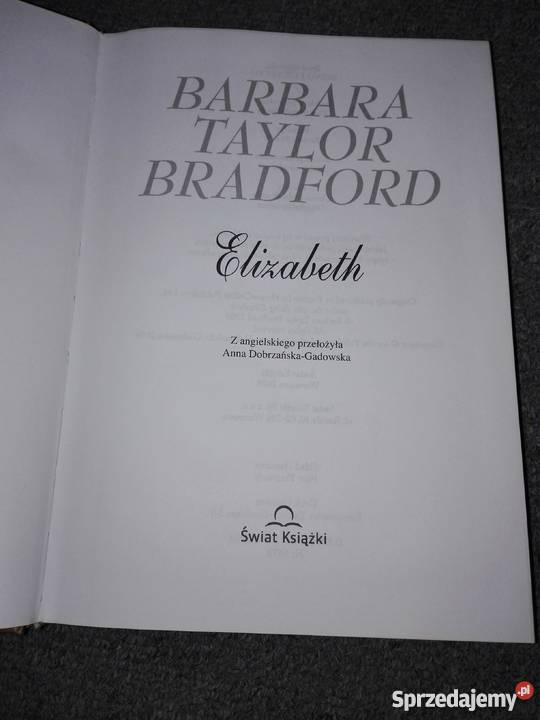 BARBARA
TAYLOR
BRADFORD
Elizabeth
Z angielskiego przełożyła
Anna Dobrzańska-Gadowska
Świat Książki
Sprzedajemy.pl